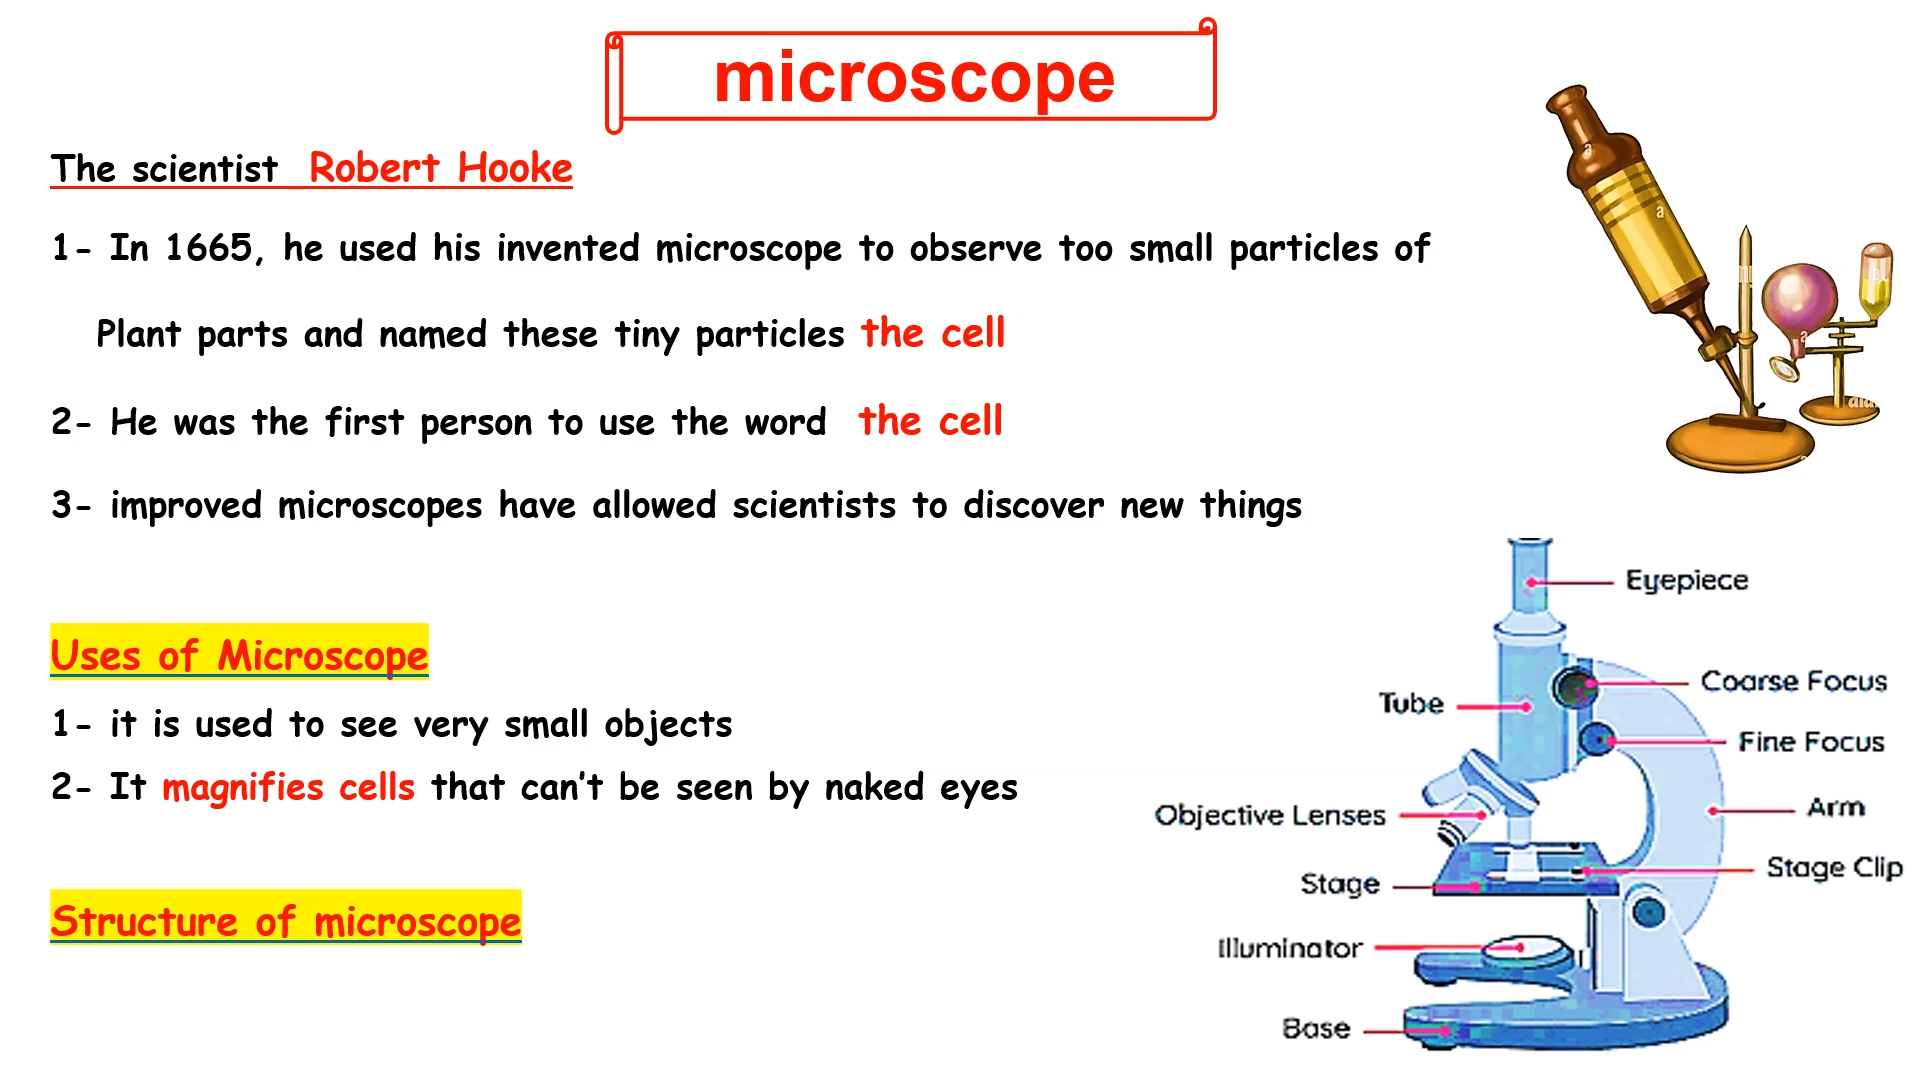 microscope
The scientist Robert Hooke
1- In 1665, he used his invented microscope to observe too small particles of
Plant parts and named these tiny particles the cell
2- He was the first person to use the word the cell
3- improved microscopes have allowed scientists to discover new things
Uses of Microscope
1- it is used to see very small objects
2- It magnifies cells that can't be seen by naked eyes
Structure of microscope
Eyepiece
Coarse Focus
Tube
Fine Focus
Arm
Objective Lenses
Stage Clip
Stage
Illuminator
Base
a
a
a